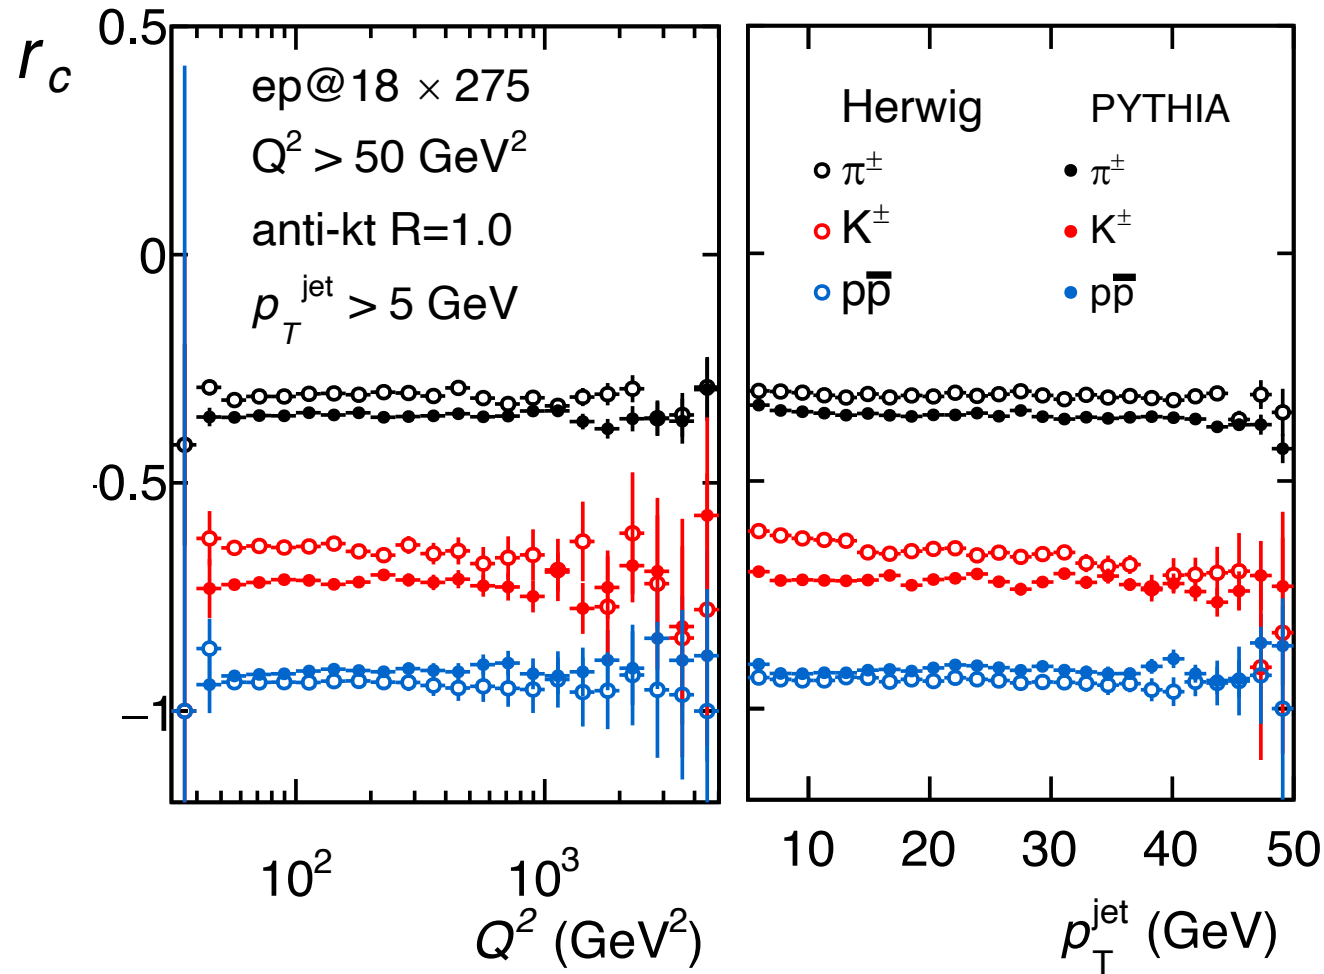 r_c
0.5
0
-0.5
−1
ep@18 × 275
Q² > 50 GeV²
anti-kt R=1.0
p_T^jet > 5 GeV
10² 10³
Q² (GeV²)
Herwig PYTHIA
π± π±
K± K±
pp̅ pp̅
10 20 30 40 50
p_T^jet (GeV)